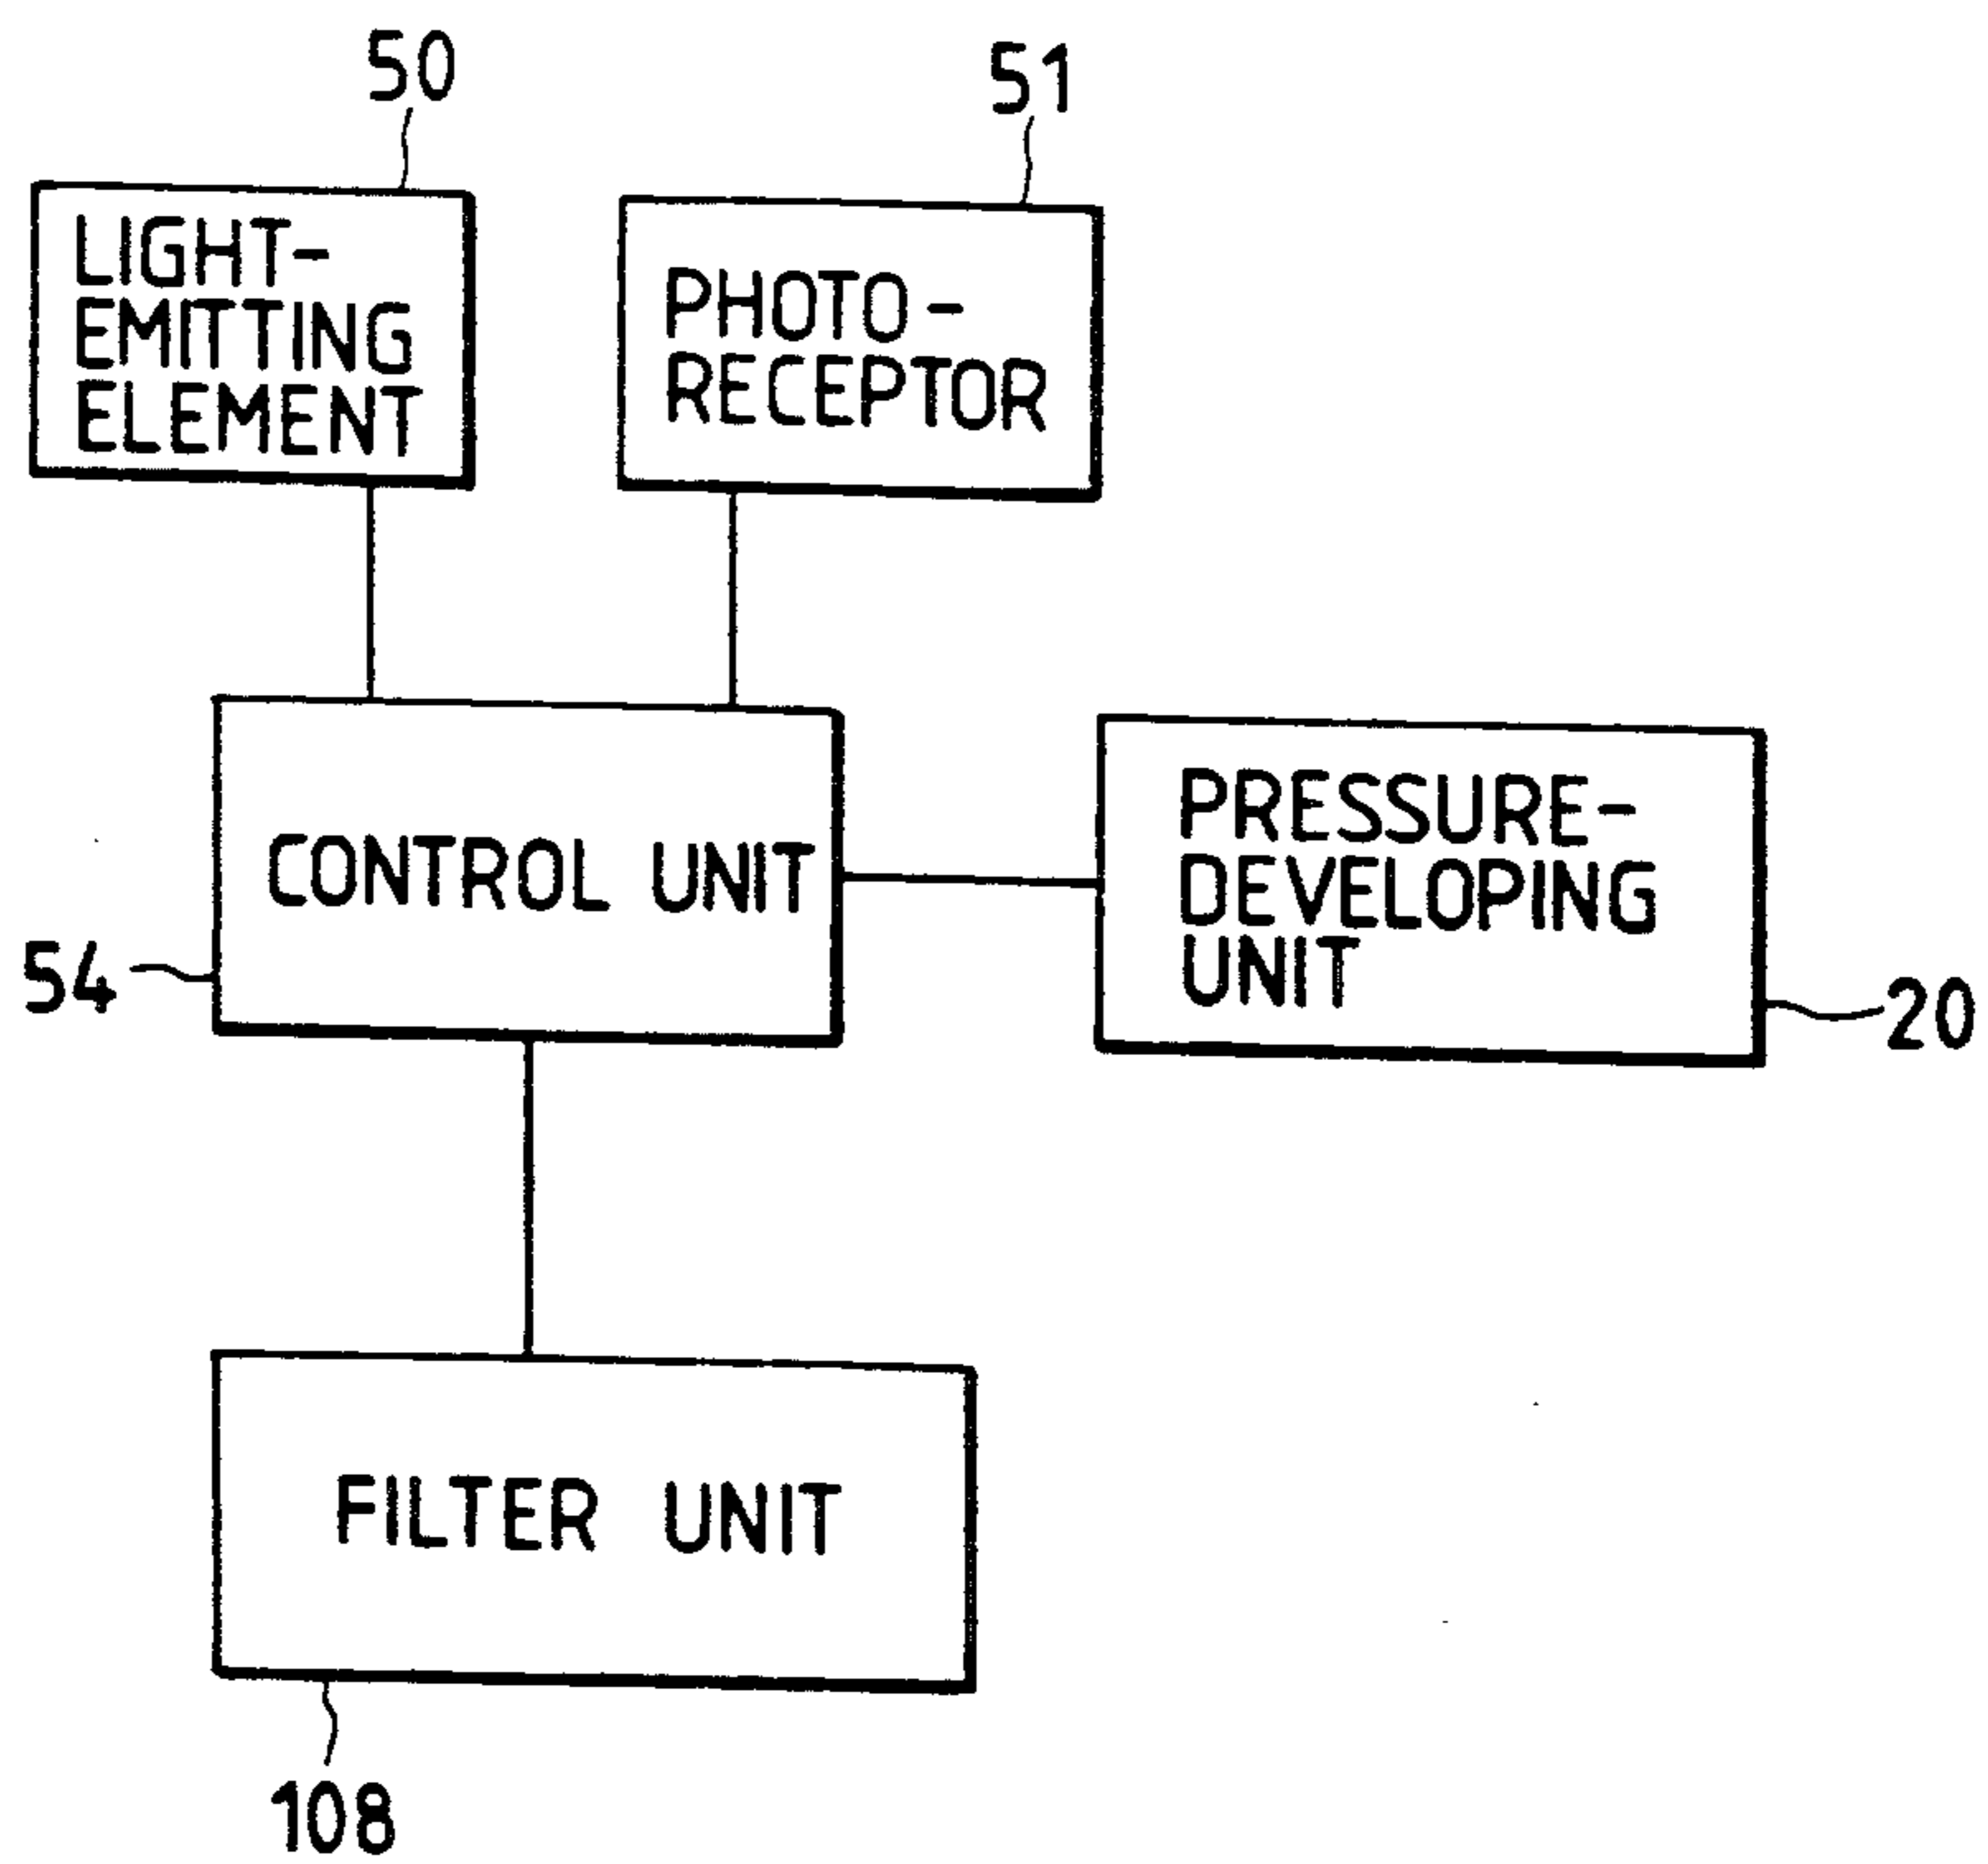 50
51
LIGHT-
EMITTING
ELEMENT
PHOTO-
RECEPTOR
CONTROL UNIT
PRESSURE-
DEVELOPING
UNIT
54
20
FILTER UNIT
108